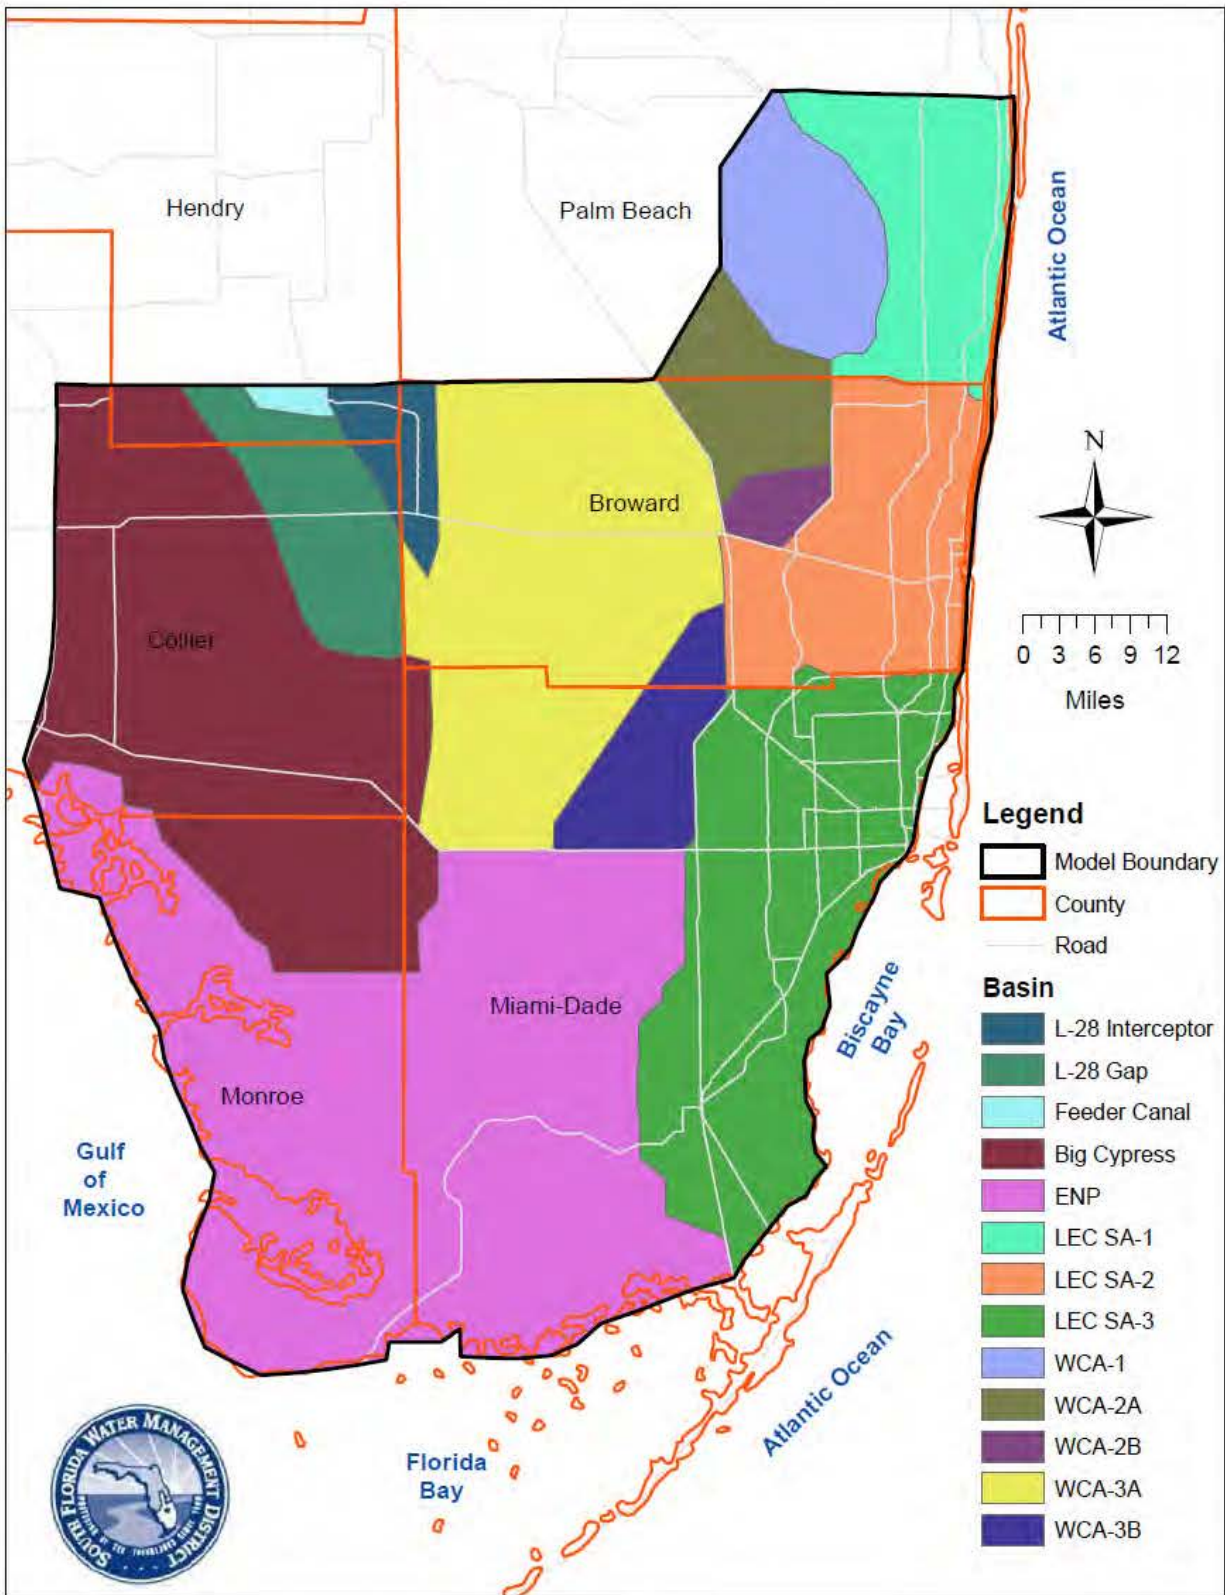 Hendry
Palm Beach
Atlantic Ocean
Broward
N
Collier
0 3 6 9 12
Miles
Legend
Model Boundary
County
Road
Basin
L-28 Interceptor
L-28 Gap
Feeder Canal
Big Cypress
ENP
LEC SA-1
LEC SA-2
LEC SA-3
WCA-1
WCA-2A
WCA-2B
WCA-3A
WCA-3B
Miami-Dade
Biscayne
Bay
Monroe
Gulf
of
Mexico
Atlantic Ocean
Florida
Bay
SOUTH FLORIDA WATER MANAGEMENT DISTRICT